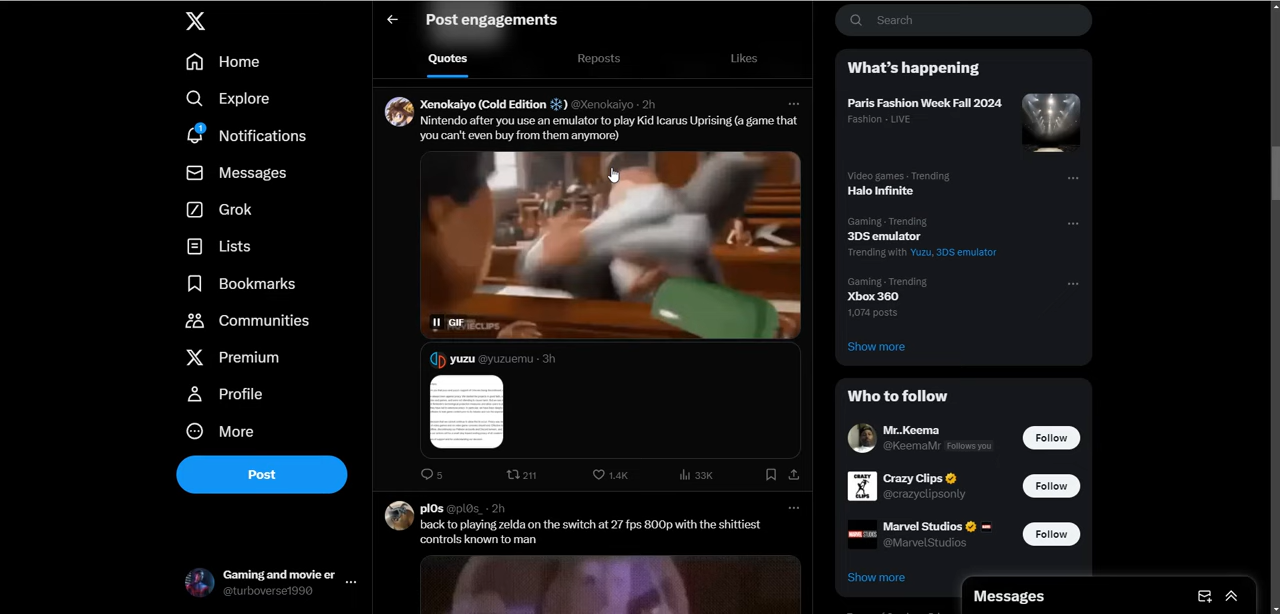 Home
Explore
1
Notifications
Messages
Grok
Lists
Bookmarks
Communities
Premium
Profile
More
Post
Gaming and movie er
@turboverse1990
Post engagements
Quotes Reposts Likes
Xenokaiyo (Cold Edition ❄️) @Xenokaiyo · 2h
Nintendo after you use an emulator to play Kid Icarus Uprising (a game that
you can't even buy from them anymore)
GIF
yuzu @yuzuemu · 3h
5 211 1.4K 33K
pl0s @pl0s_ · 2h
back to playing zelda on the switch at 27 fps 800p with the shittiest
controls known to man
Search
What's happening
Paris Fashion Week Fall 2024
Fashion · LIVE
Video games · Trending
Halo Infinite
Gaming · Trending
3DS emulator
Trending with Yuzu, 3DS emulator
Gaming · Trending
Xbox 360
1,074 posts
Show more
Who to follow
Mr..Keema
@KeemaMr Follows you
Follow
Crazy Clips
@crazyclipsonly
Follow
Marvel Studios
@MarvelStudios
Follow
Show more
Messages